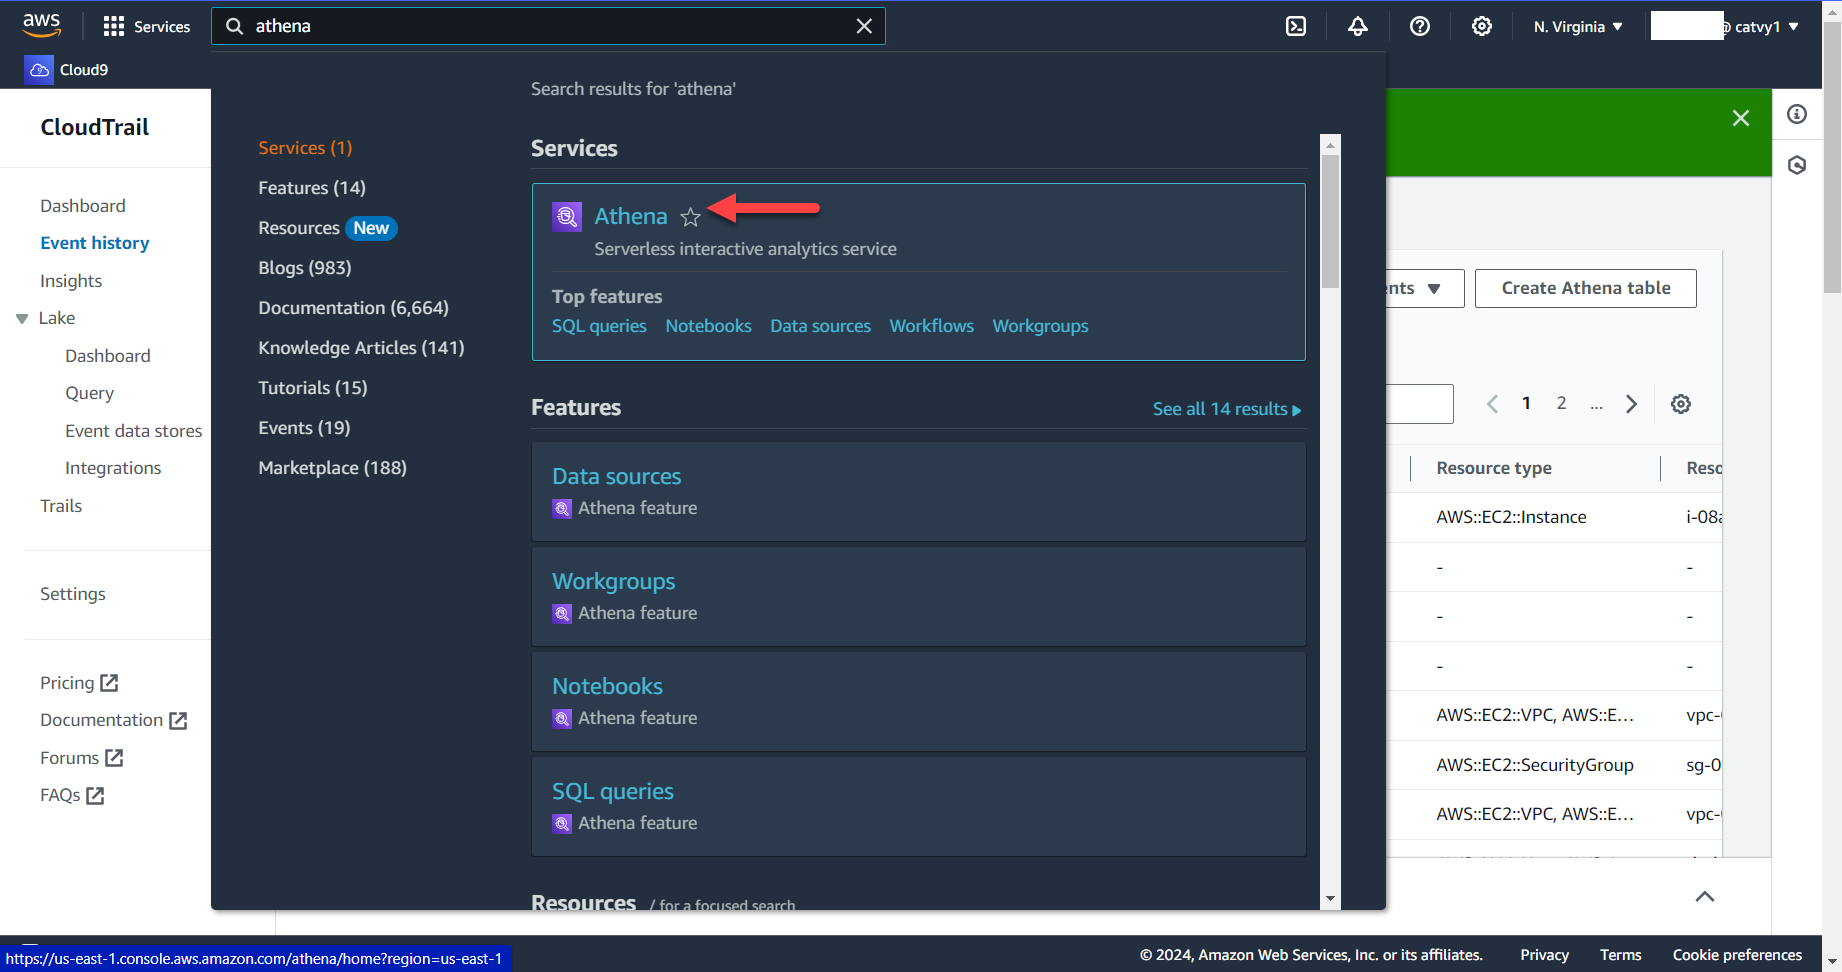 aws
Services
athena
N. Virginia
@ catvy1
Cloud9
CloudTrail
Dashboard
Event history
Insights
Lake
Dashboard
Query
Event data stores
Integrations
Trails
Settings
Pricing
Documentation
Forums
FAQs
Search results for 'athena'
Services (1)
Features (14)
Resources New
Blogs (983)
Documentation (6,664)
Knowledge Articles (141)
Tutorials (15)
Events (19)
Marketplace (188)
Services
Athena
Serverless interactive analytics service
Top features
SQL queries Notebooks Data sources Workflows Workgroups
Features
See all 14 results
Data sources
Athena feature
Workgroups
Athena feature
Notebooks
Athena feature
SQL queries
Athena feature
Resources / for a focused search
nts
Create Athena table
1 2 ...
Resource type Reso
AWS::EC2::Instance i-08a
- -
- -
- -
AWS::EC2::VPC, AWS::E... vpc-
AWS::EC2::SecurityGroup sg-0
AWS::EC2::VPC, AWS::E... vpc-
https://us-east-1.console.aws.amazon.com/athena/home?region=us-east-1
© 2024, Amazon Web Services, Inc. or its affiliates. Privacy Terms Cookie preferences